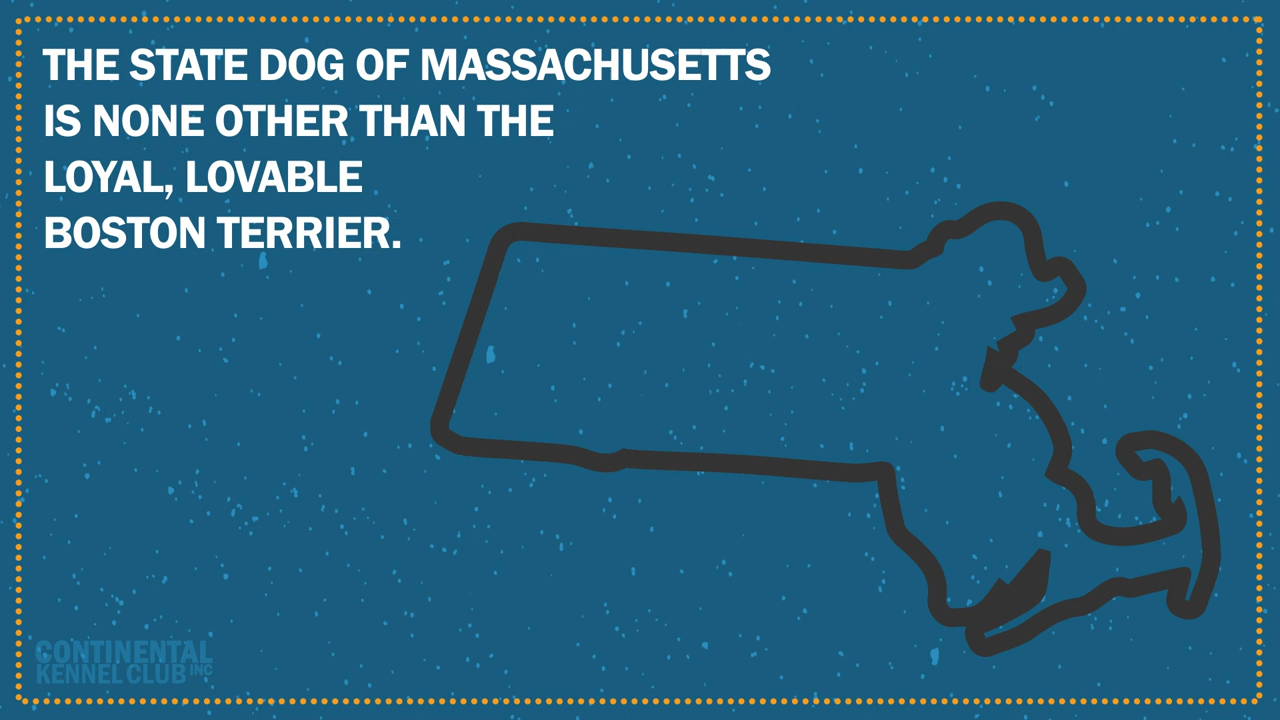 THE STATE DOG OF MASSACHUSETTS
IS NONE OTHER THAN THE
LOYAL, LOVABLE
BOSTON TERRIER.
CONTINENTAL
KENNEL CLUB INC